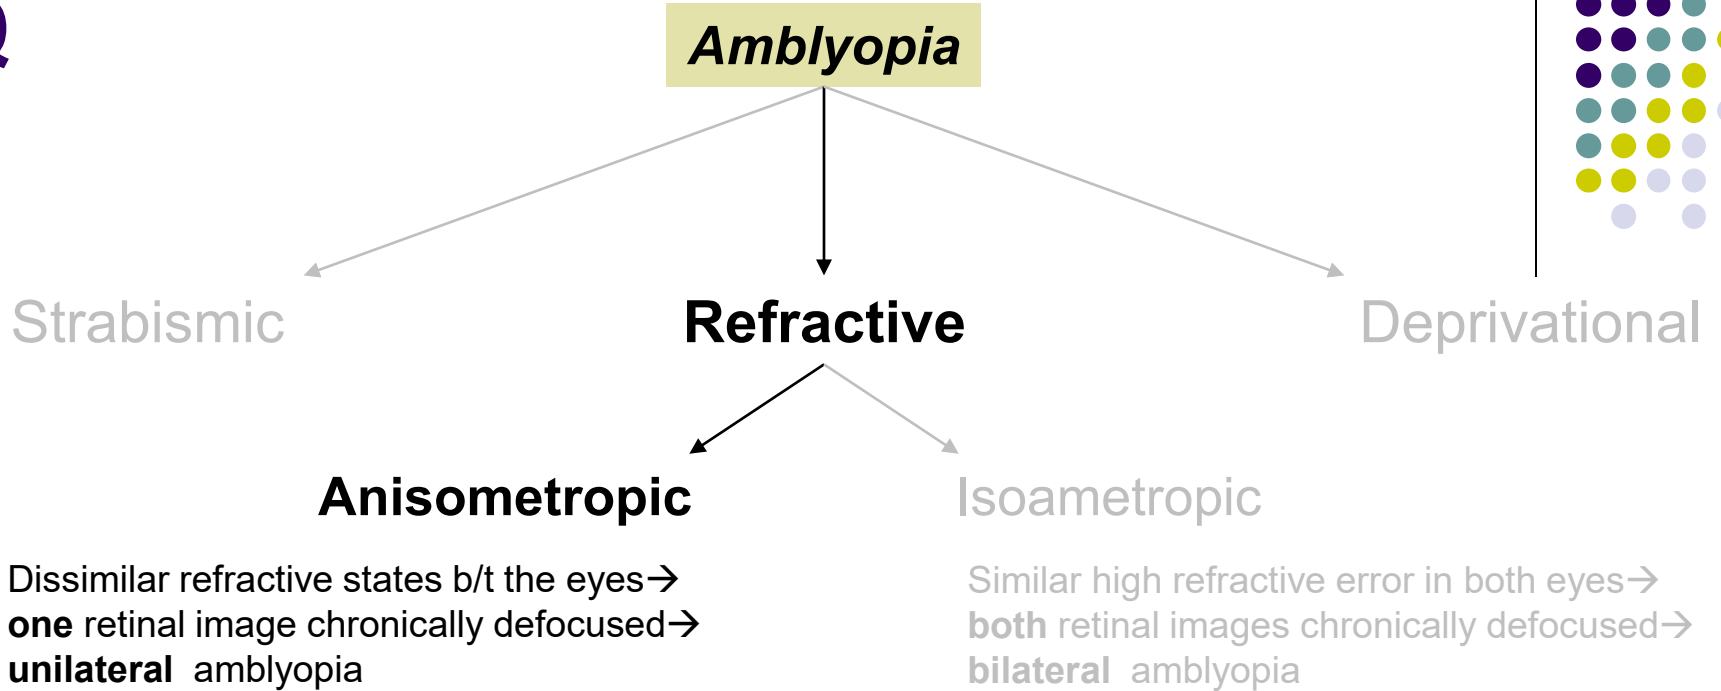 Q
Amblyopia
Strabismic
Refractive
Deprivational
Anisometropic
Isoametropic
Dissimilar refractive states b/t the eyes→
one retinal image chronically defocused→
unilateral amblyopia
Similar high refractive error in both eyes→
both retinal images chronically defocused→
bilateral amblyopia